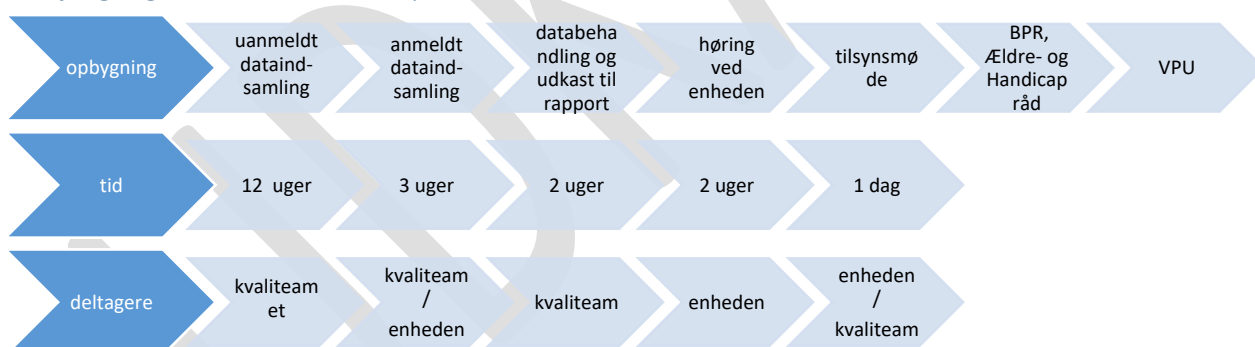 opbygning
uanmeldt
dataind-
samling
anmeldt
dataind-
samling
databeha
ndling og
udkast til
rapport
høring
ved
enheden
tilsynsmø
de
BPR,
Ældre- og
Handicap
råd
VPU
tid
12 uger
3 uger
2 uger
2 uger
1 dag
deltagere
kvaliteam
et
kvaliteam
/
enheden
kvaliteam
enheden
enheden
/
kvaliteam